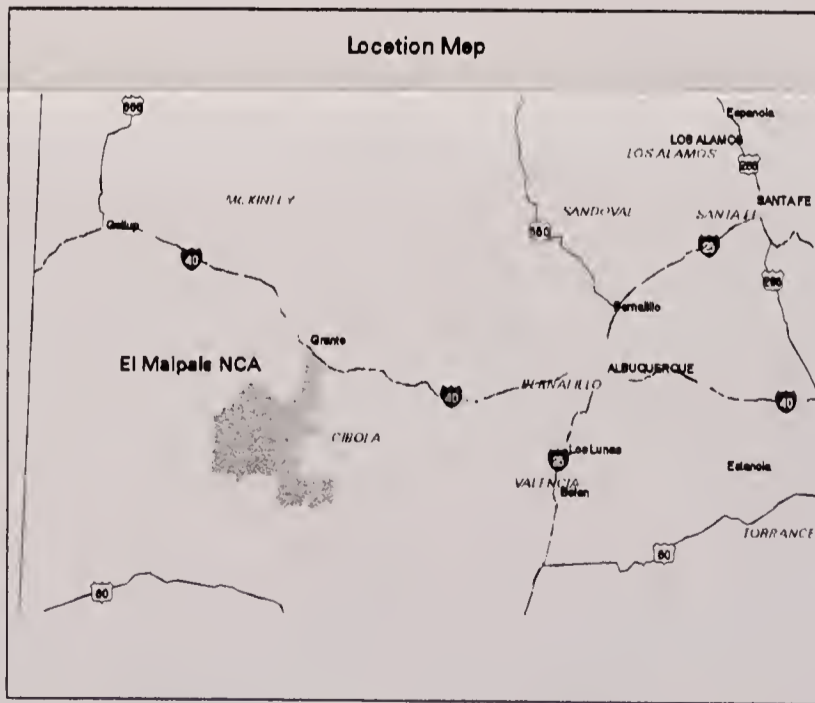 Location Map
666
Espanola
LOS ALAMOS
LOS ALAMOS
285
MCKINLEY
SANDOVAL
SANTA FE
SANTA FE
Gallup
550
25
40
285
Bernalillo
Grants
El Malpais NCA
ALBUQUERQUE
BERNALILLO
40
40
CIBOLA
Los Lunas
25
Estancia
VALENCIA
Belen
TORRANCE
60
60